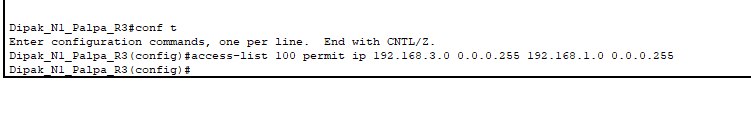 Dipak_N1_Palpa_R3#conf t
Enter configuration commands, one per line.  End with CNTL/Z.
Dipak_N1_Palpa_R3(config)#access-list 100 permit ip 192.168.3.0 0.0.0.255 192.168.1.0 0.0.0.255
Dipak_N1_Palpa_R3(config)#